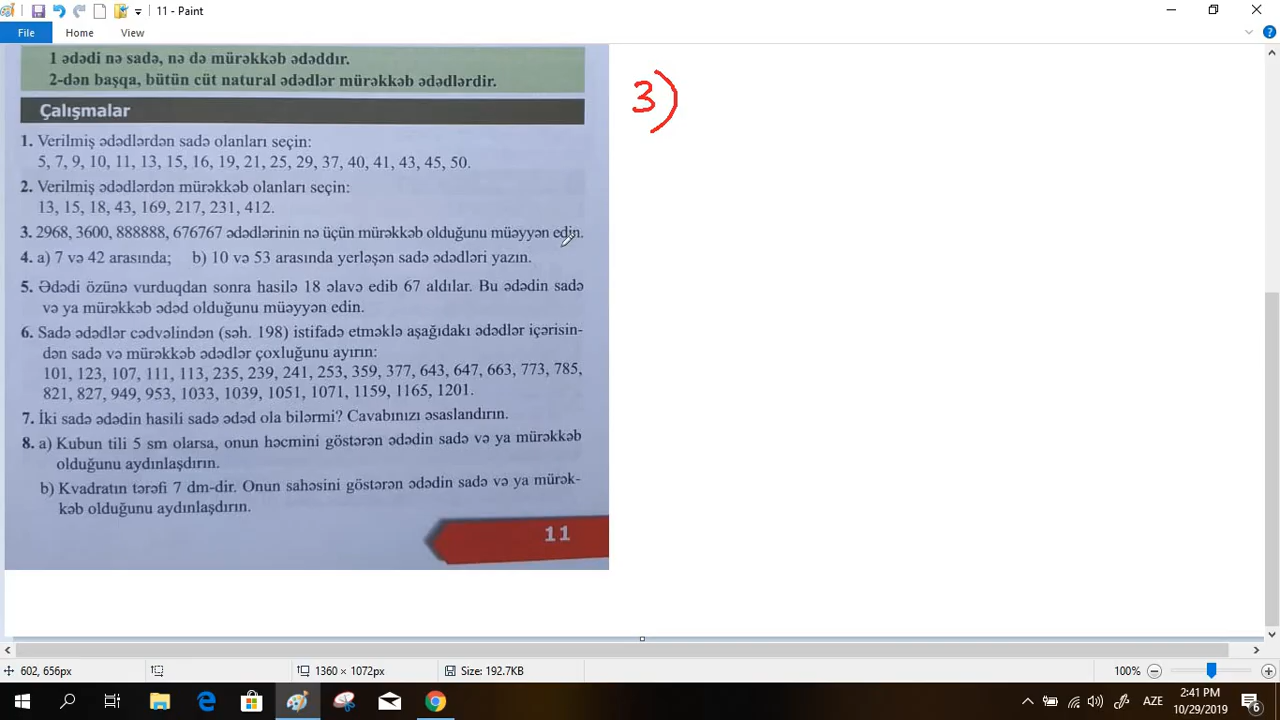 11 - Paint
File Home View
1 ədədi nə sadə, nə də mürəkkəb ədəddır.
2-dən başqa, bütün cüt natural ədədlər mürəkkəb ədədlərdir.
Çalışmalar
1. Verilmiş ədədlərdən sadə olanları seçin:
5, 7, 9, 10, 11, 13, 15, 16, 19, 21, 25, 29, 37, 40, 41, 43, 45, 50.
2. Verilmiş ədədlərdən mürəkkəb olanları seçin:
13, 15, 18, 43, 169, 217, 231, 412.
3. 2968, 3600, 888888, 676767 ədədlərinin nə üçün mürəkkəb olduğunu müəyyən edin.
4. a) 7 və 42 arasında; b) 10 və 53 arasında yerləşən sadə ədədləri yazın.
5. Ədədi özünə vurduqdan sonra hasilə 18 əlavə edib 67 aldılar. Bu ədədin sadə
və ya mürəkkəb ədəd olduğunu müəyyən edin.
6. Sadə ədədlər cədvəlindən (səh. 198) istifadə etməklə aşağıdakı ədədlər içərisin-
dən sadə və mürəkkəb ədədlər çoxluğunu ayırın:
101, 123, 107, 111, 113, 235, 239, 241, 253, 359, 377, 643, 647, 663, 773, 785,
821, 827, 949, 953, 1033, 1039, 1051, 1071, 1159, 1165, 1201.
7. İki sadə ədədin hasili sadə ədəd ola bilərmi? Cavabınızı əsaslandırın.
8. a) Kubun tili 5 sm olarsa, onun həcmini göstərən ədədin sadə və ya mürəkkəb
olduğunu aydınlaşdırın.
b) Kvadratın tərəfi 7 dm-dir. Onun sahəsini göstərən ədədin sadə və ya mürək-
kəb olduğunu aydınlaşdırın.
11
3)
602, 656px 1360 × 1072px Size: 192.7KB 100%
AZE
2:41 PM
10/29/2019
6